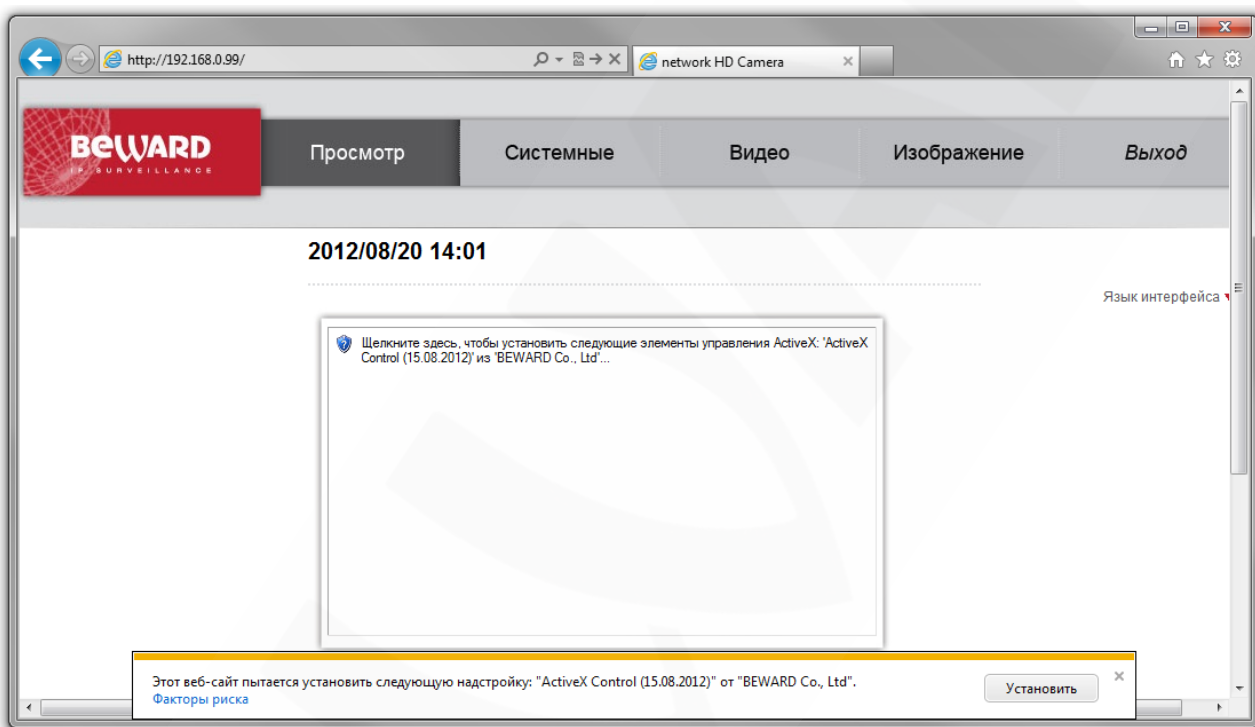 http://192.168.0.99/
network HD Camera
BEWARD
IP SURVEILLANCE
Просмотр
Системные
Видео
Изображение
Выход
2012/08/20 14:01
Язык интерфейса
Щелкните здесь, чтобы установить следующие элементы управления ActiveX: 'ActiveX
Control (15.08.2012)' из 'BEWARD Co., Ltd'...
Этот веб-сайт пытается установить следующую надстройку: "ActiveX Control (15.08.2012)" от "BEWARD Co., Ltd".
Факторы риска
Установить